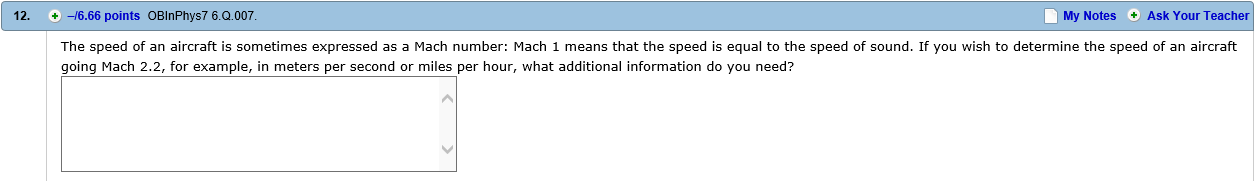 12. –/6.66 points OBInPhys7 6.Q.007. My Notes Ask Your Teacher
The speed of an aircraft is sometimes expressed as a Mach number: Mach 1 means that the speed is equal to the speed of sound. If you wish to determine the speed of an aircraft
going Mach 2.2, for example, in meters per second or miles per hour, what additional information do you need?